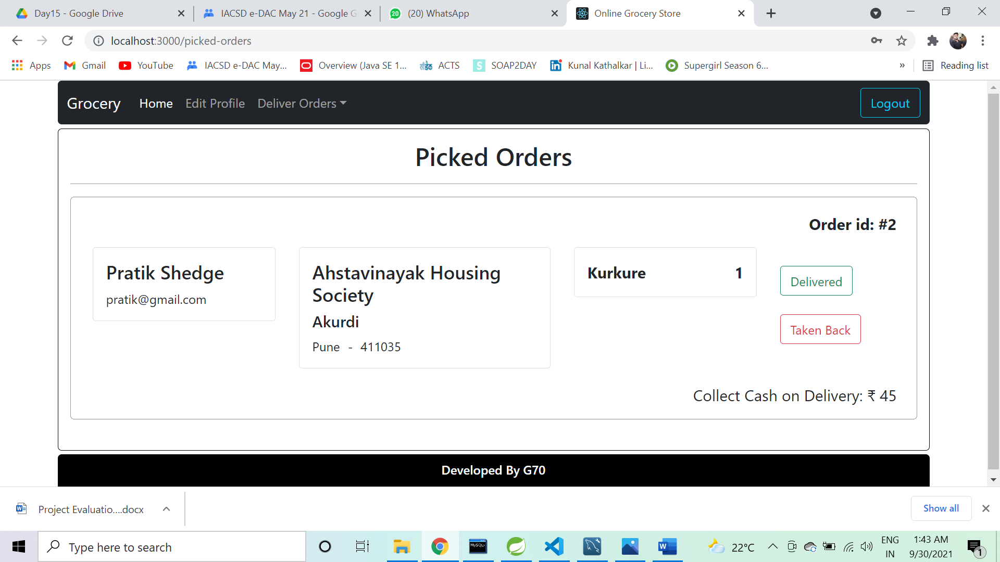 Day15 - Google Drive
IACSD e-DAC May 21 - Google G
20
(20) WhatsApp
Online Grocery Store
localhost:3000/picked-orders
Apps
Gmail
YouTube
IACSD e-DAC May...
Overview (Java SE 1...
ACTS
S
SOAP2DAY
in
Kunal Kathalkar | Li...
Supergirl Season 6...
»
Reading list
Grocery
Home
Edit Profile
Deliver Orders
Logout
Picked Orders
Order id: #2
Pratik Shedge
pratik@gmail.com
Ahstavinayak Housing
Society
Akurdi
Pune - 411035
Kurkure 1
Delivered
Taken Back
Collect Cash on Delivery: ₹ 45
Developed By G70
Project Evaluatio....docx
Show all
Type here to search
MySQL
W
22°C
ENG
IN
1:43 AM
9/30/2021
1